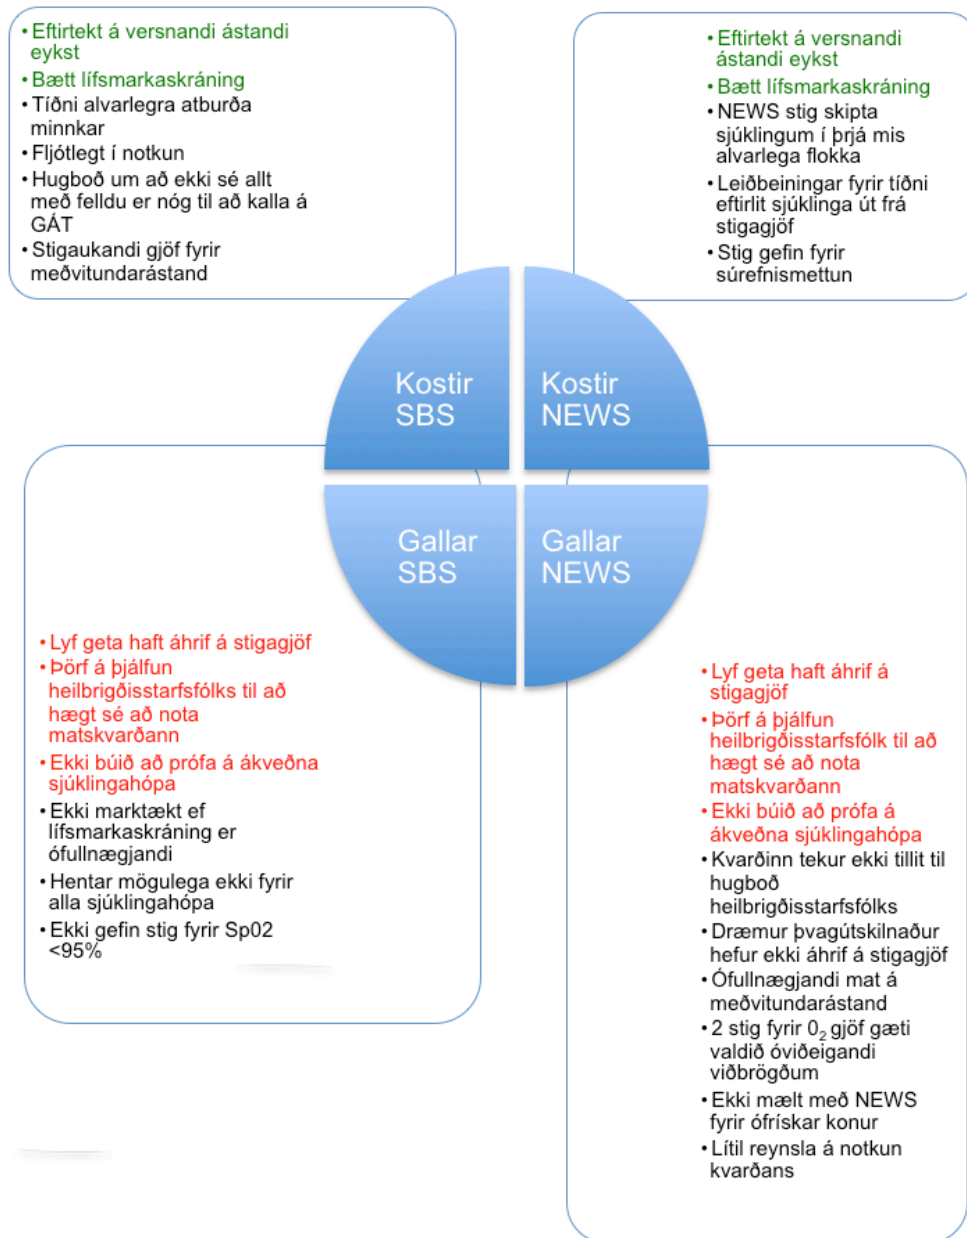 • Eftirtekt á versnandi ástandi
eykst
• Bætt lífsmarkaskráning
• Tíðni alvarlegra atburða
minnkar
• Fljótlegt í notkun
• Hugboð um að ekki sé allt
með felldu er nóg til að kalla á
GÁT
• Stigaukandi gjöf fyrir
meðvitundarástand
• Eftirtekt á versnandi
ástandi eykst
• Bætt lífsmarkaskráning
• NEWS stig skipta
sjúklingum í þrjá mis
alvarlega flokka
• Leiðbeiningar fyrir tíðni
eftirlit sjúklinga út frá
stigagjöf
• Stig gefin fyrir
súrefnismettun
Kostir
SBS
Kostir
NEWS
Gallar
SBS
Gallar
NEWS
• Lyf geta haft áhrif á stigagjöf
• Þörf á þjálfun
heilbrigðisstarfsfólks til að
hægt sé að nota
matskvarðann
• Ekki búið að prófa á ákveðna
sjúklingahópa
• Ekki marktækt ef
lífsmarkaskráning er
ófullnægjandi
• Hentar mögulega ekki fyrir
alla sjúklingahópa
• Ekki gefin stig fyrir Sp02
<95%
• Lyf geta haft áhrif á
stigagjöf
• Þörf á þjálfun
heilbrigðisstarfsfólk til að
hægt sé að nota
matskvarðann
• Ekki búið að prófa á
ákveðna sjúklingahópa
• Kvarðinn tekur ekki tillit til
hugboð
heilbrigðisstarfsfólks
• Dræmur þvagútskilnaður
hefur ekki áhrif á stigagjöf
• Ófullnægjandi mat á
meðvitundarástand
• 2 stig fyrir 0₂ gjöf gæti
valdið óviðeigandi
viðbrögðum
• Ekki mælt með NEWS
fyrir ófrískar konur
• Lítil reynsla á notkun
kvarðans